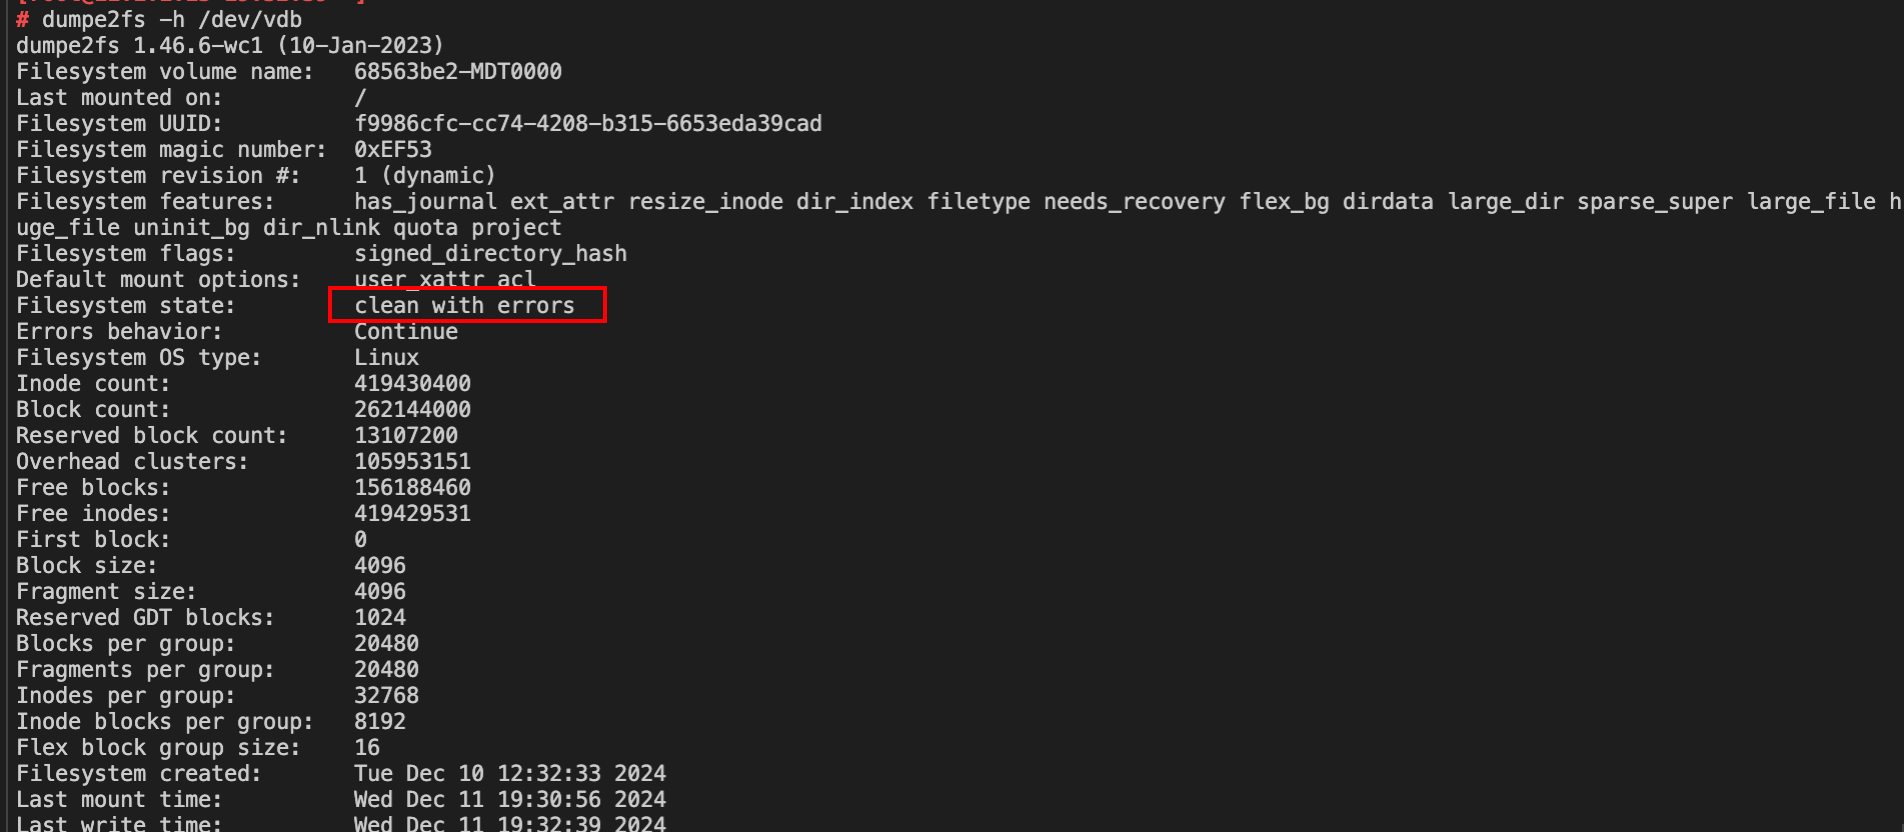 # dumpe2fs -h /dev/vdb
dumpe2fs 1.46.6-wc1 (10-Jan-2023)
Filesystem volume name:   68563be2-MDT0000
Last mounted on:          /
Filesystem UUID:          f9986cfc-cc74-4208-b315-6653eda39cad
Filesystem magic number:  0xEF53
Filesystem revision #:    1 (dynamic)
Filesystem features:      has_journal ext_attr resize_inode dir_index filetype needs_recovery flex_bg dirdata large_dir sparse_super large_file h
uge_file uninit_bg dir_nlink quota project
Filesystem flags:         signed_directory_hash
Default mount options:    user_xattr acl
Filesystem state:         clean with errors
Errors behavior:          Continue
Filesystem OS type:       Linux
Inode count:              419430400
Block count:              262144000
Reserved block count:     13107200
Overhead clusters:        105953151
Free blocks:              156188460
Free inodes:              419429531
First block:              0
Block size:               4096
Fragment size:            4096
Reserved GDT blocks:      1024
Blocks per group:         20480
Fragments per group:      20480
Inodes per group:         32768
Inode blocks per group:   8192
Flex block group size:    16
Filesystem created:       Tue Dec 10 12:32:33 2024
Last mount time:          Wed Dec 11 19:30:56 2024
Last write time:          Wed Dec 11 19:32:39 2024